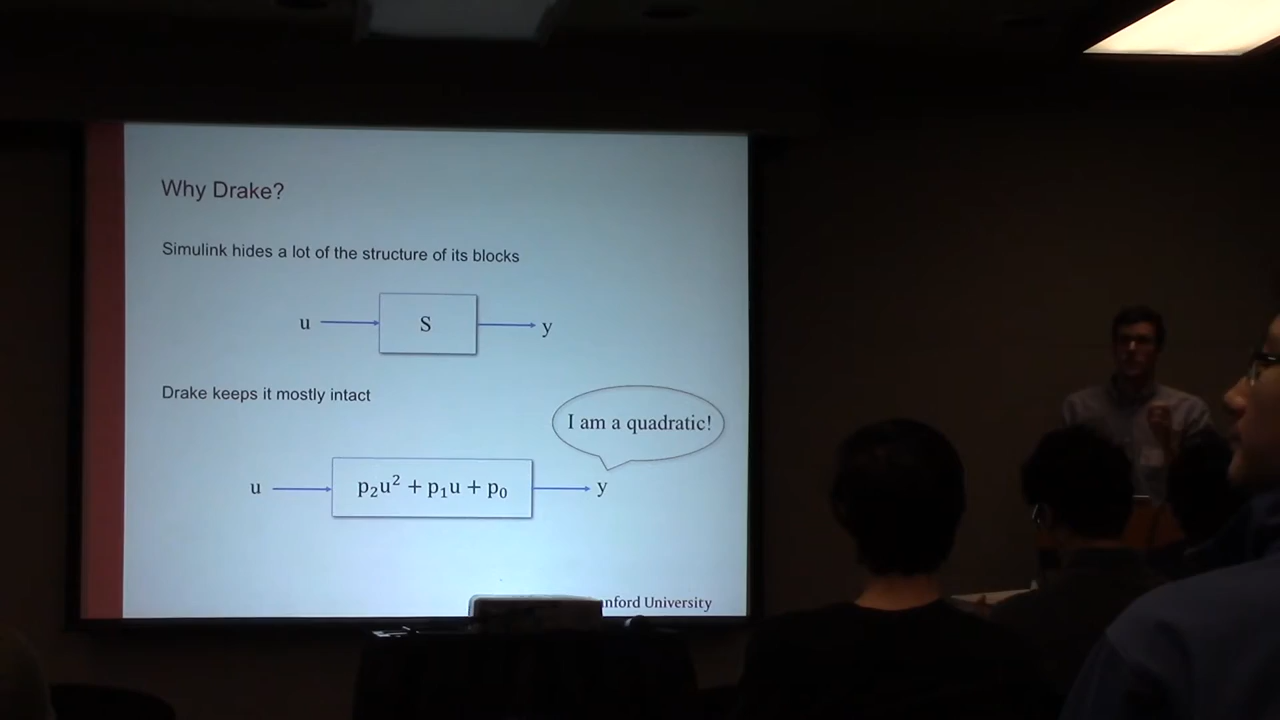 Why Drake?
Simulink hides a lot of the structure of its blocks
u
S
y
Drake keeps it mostly intact
I am a quadratic!
u
p₂u² + p₁u + p₀
y
University